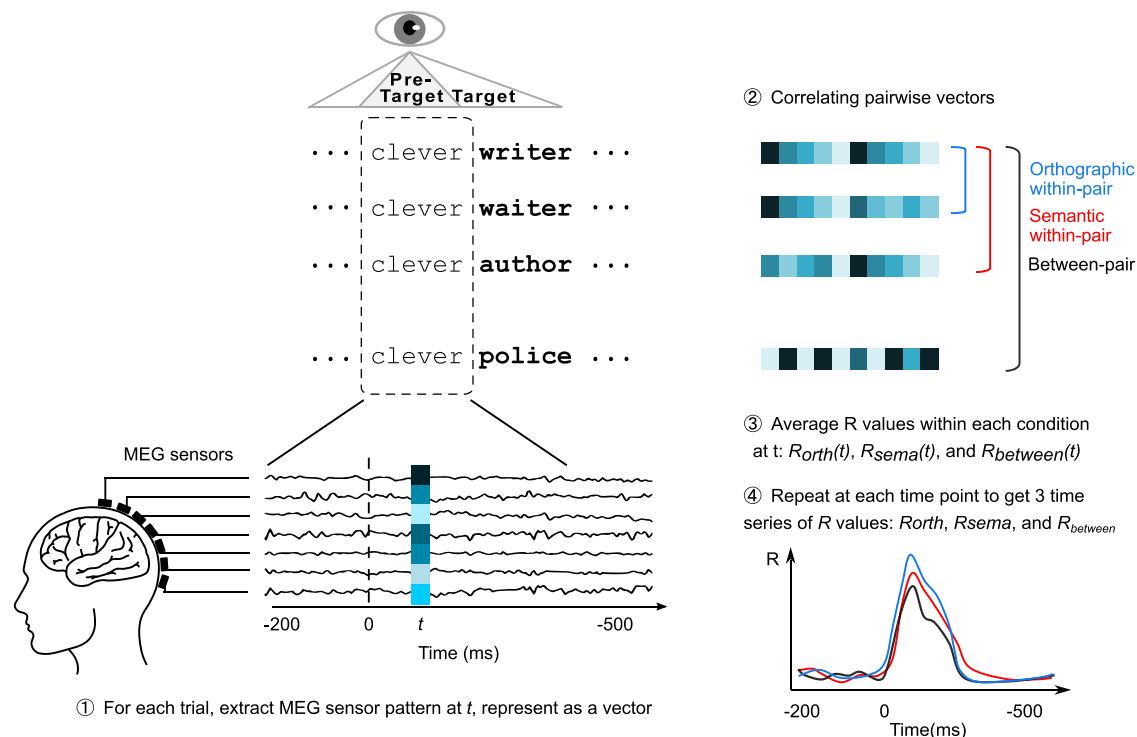 Pre-
Target Target
··· clever writer ···
··· clever waiter ···
··· clever author ···
··· clever police ···
MEG sensors
-200 0 t -500
Time (ms)
① For each trial, extract MEG sensor pattern at t, represent as a vector
② Correlating pairwise vectors
Orthographic
within-pair
Semantic
within-pair
Between-pair
③ Average R values within each condition
at t: Rorth(t), Rsema(t), and Rbetween(t)
④ Repeat at each time point to get 3 time
series of R values: Rorth, Rsema, and Rbetween
R
-200 0 -500
Time(ms)